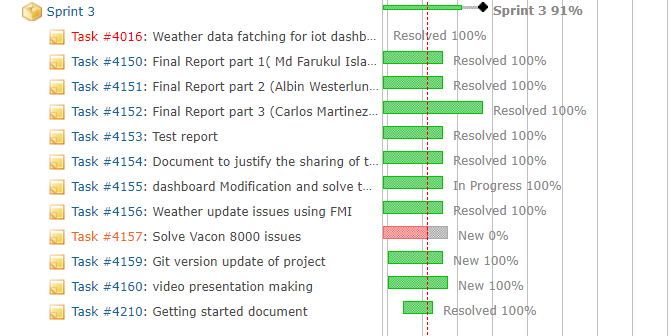 Sprint 3 Sprint 3 91%
Task #4016: Weather data fatching for iot dashb... Resolved 100%
Task #4150: Final Report part 1( Md Farukul Isla... Resolved 100%
Task #4151: Final Report part 2 (Albin Westerlun... Resolved 100%
Task #4152: Final Report part 3 (Carlos Martinez... Resolved 100%
Task #4153: Test report Resolved 100%
Task #4154: Document to justify the sharing of t... Resolved 100%
Task #4155: dashboard Modification and solve t... In Progress 100%
Task #4156: Weather update issues using FMI Resolved 100%
Task #4157: Solve Vacon 8000 issues New 0%
Task #4159: Git version update of project New 100%
Task #4160: video presentation making New 100%
Task #4210: Getting started document Resolved 100%